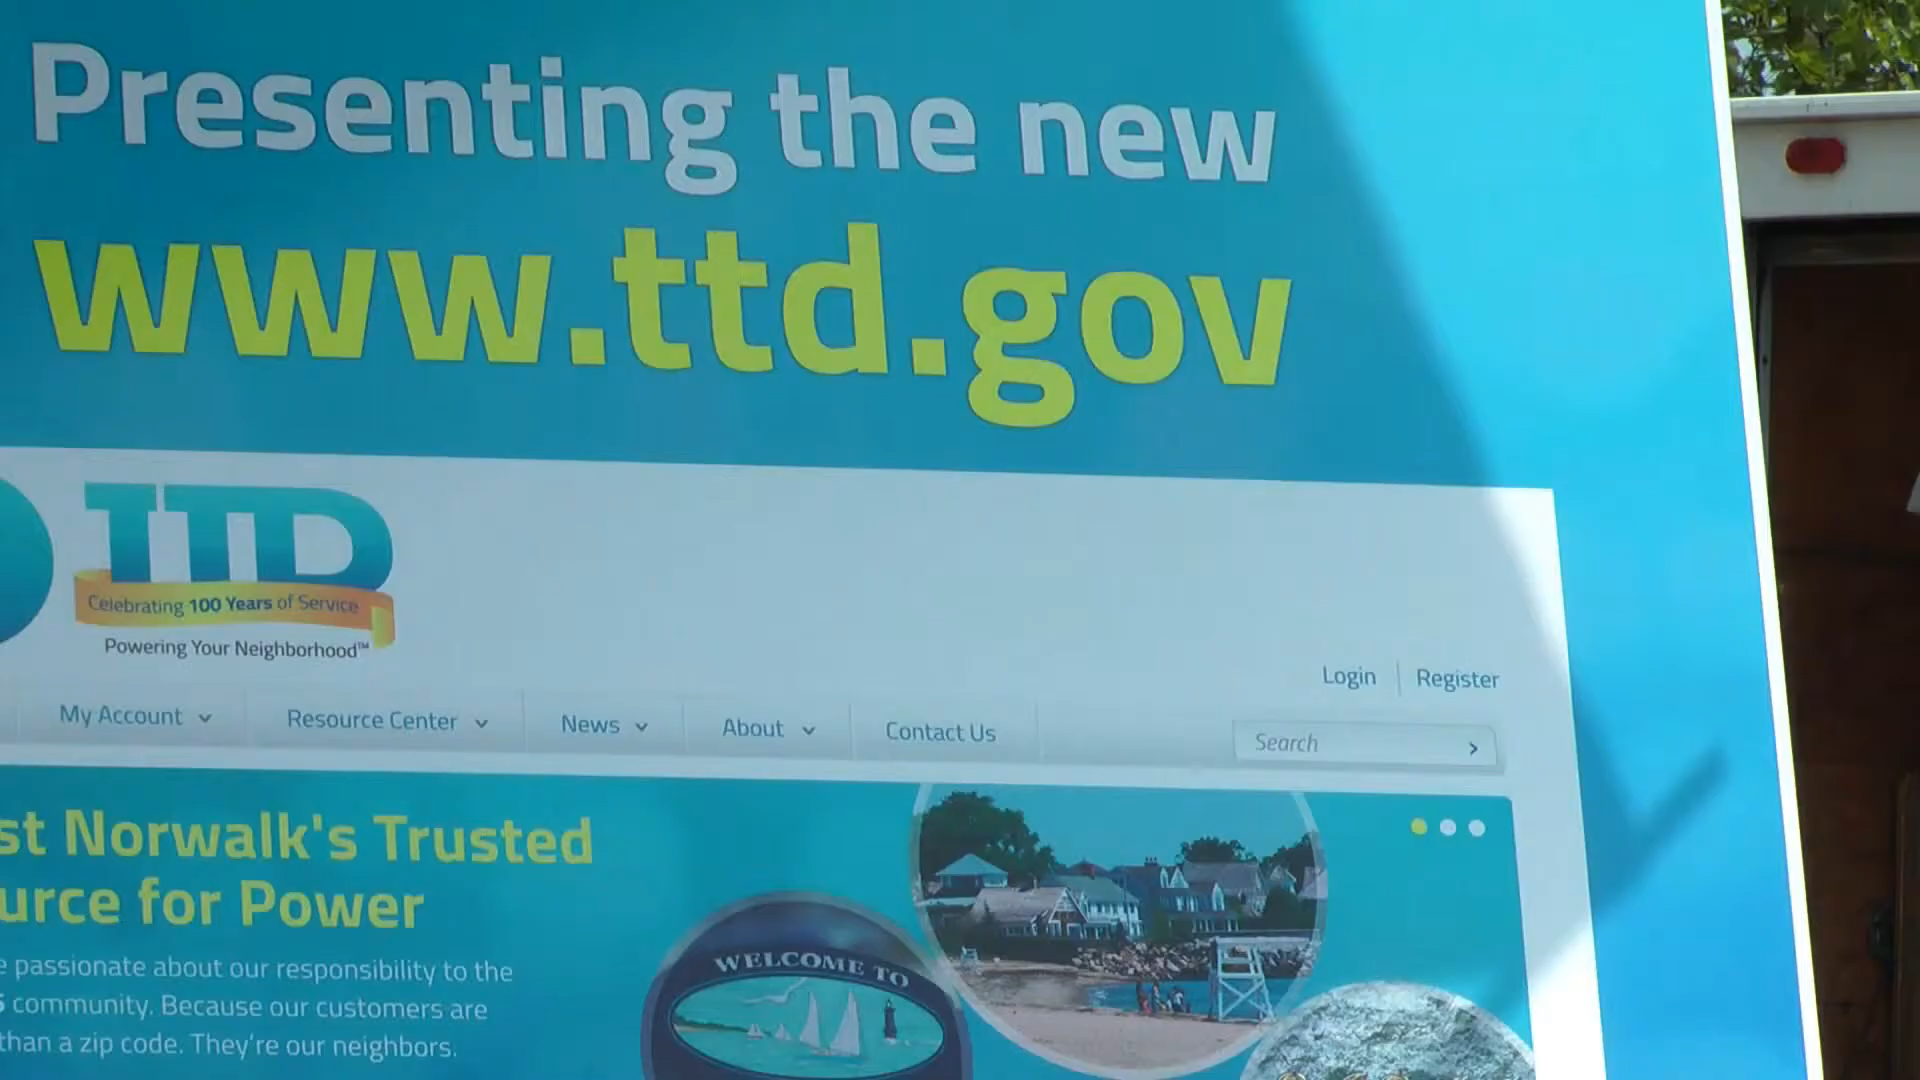 Presenting the new
www.ttd.gov
TTD
Celebrating 100 Years of Service
Powering Your Neighborhood™
Login Register
My Account Resource Center News About Contact Us
Search
st Norwalk's Trusted
urce for Power
e passionate about our responsibility to the
community. Because our customers are
than a zip code. They're our neighbors.
WELCOME TO